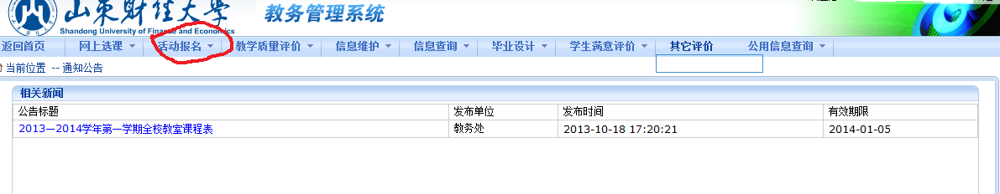 山东财经大学 教务管理系统
Shandong University of Finance and Economics
返回首页 网上选课 活动报名 教学质量评价 信息维护 信息查询 毕业设计 学生满意评价 其它评价 公用信息查询
当前位置 -- 通知公告
相关新闻
公告标题 发布单位 发布时间 有效期限
2013—2014学年第一学期全校教室课程表 教务处 2013-10-18 17:20:21 2014-01-05